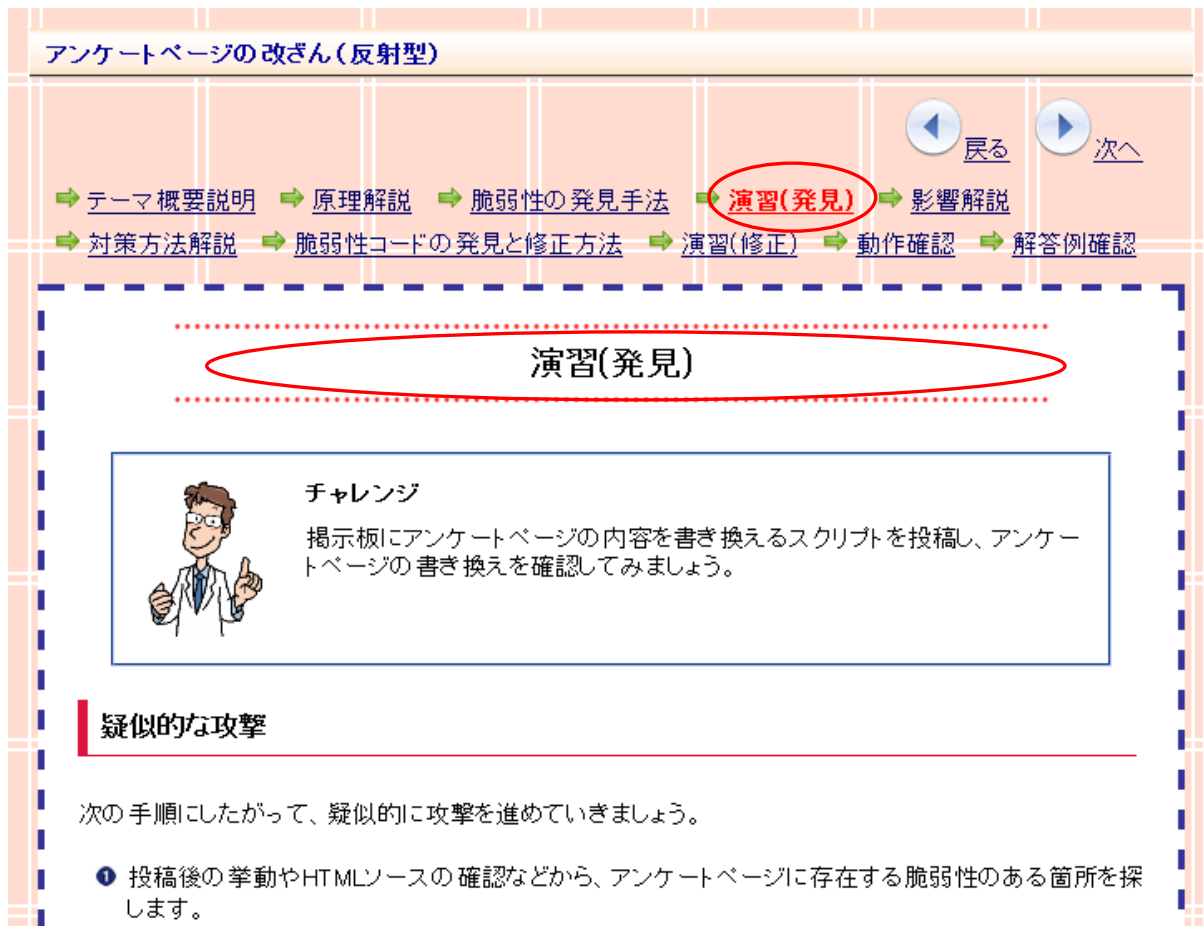 アンケートページの改ざん(反射型)
戻る 次へ
テーマ概要説明 原理解説 脆弱性の発見手法 演習(発見) 影響解説
対策方法解説 脆弱性コードの発見と修正方法 演習(修正) 動作確認 解答例確認
演習(発見)
チャレンジ
掲示板にアンケートページの内容を書き換えるスクリプトを投稿し、アンケー
トページの書き換えを確認してみましょう。
疑似的な攻撃
次の手順にしたがって、疑似的に攻撃を進めていきましょう。
❶ 投稿後の挙動やHTMLソースの確認などから、アンケートページに存在する脆弱性のある箇所を探
します。